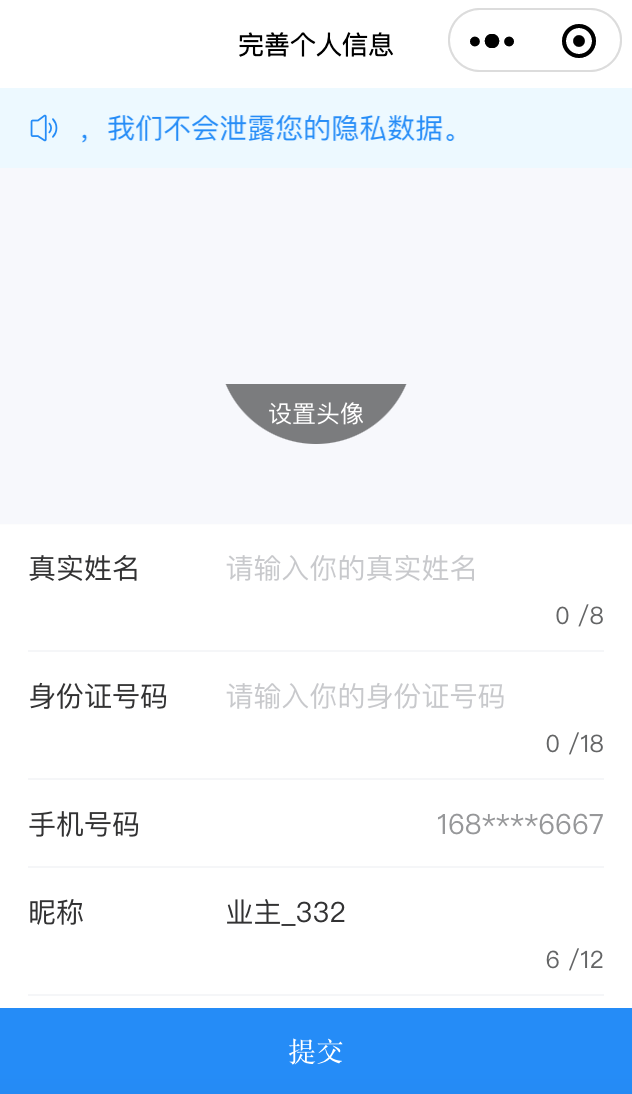 完善个人信息
，我们不会泄露您的隐私数据。
设置头像
真实姓名 请输入你的真实姓名
0 /8
身份证号码 请输入你的身份证号码
0 /18
手机号码 168****6667
昵称 业主_332
6 /12
提交